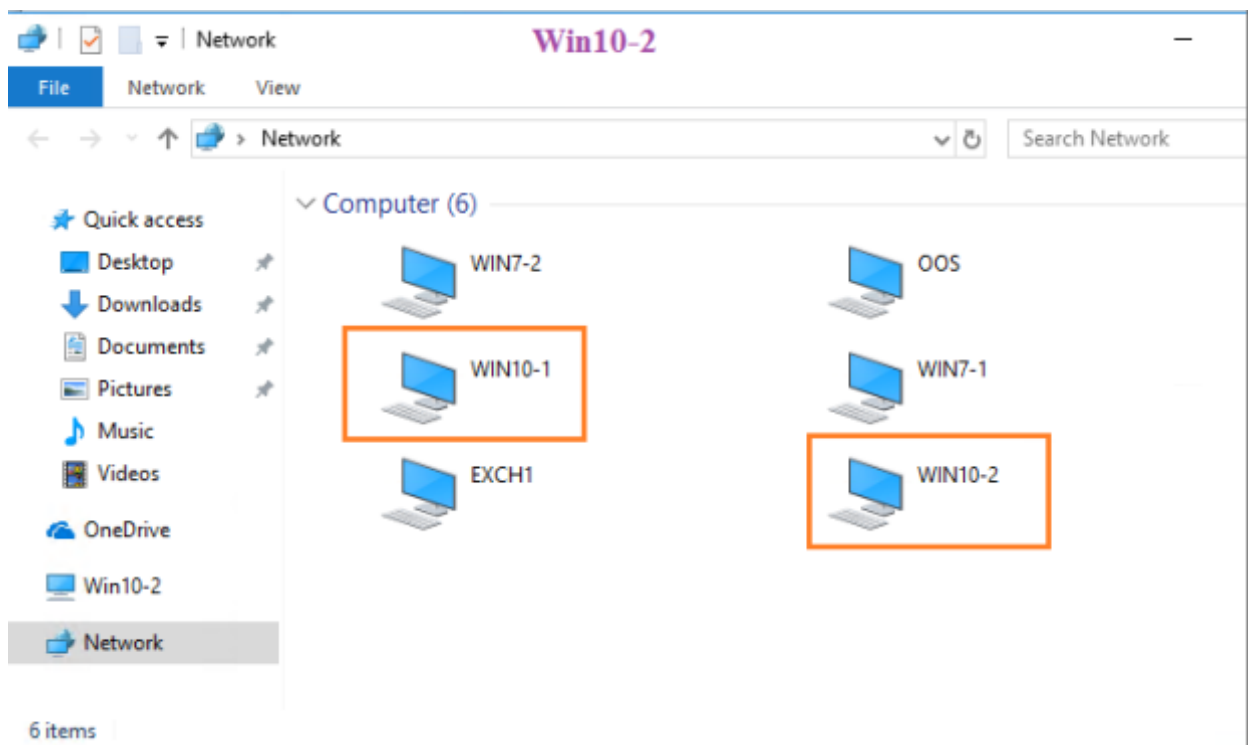 Network
Win10-2
File Network View
Network
Search Network
Quick access
Desktop
Downloads
Documents
Pictures
Music
Videos
OneDrive
Win10-2
Network
Computer (6)
WIN7-2
OOS
WIN10-1
WIN7-1
EXCH1
WIN10-2
6 items